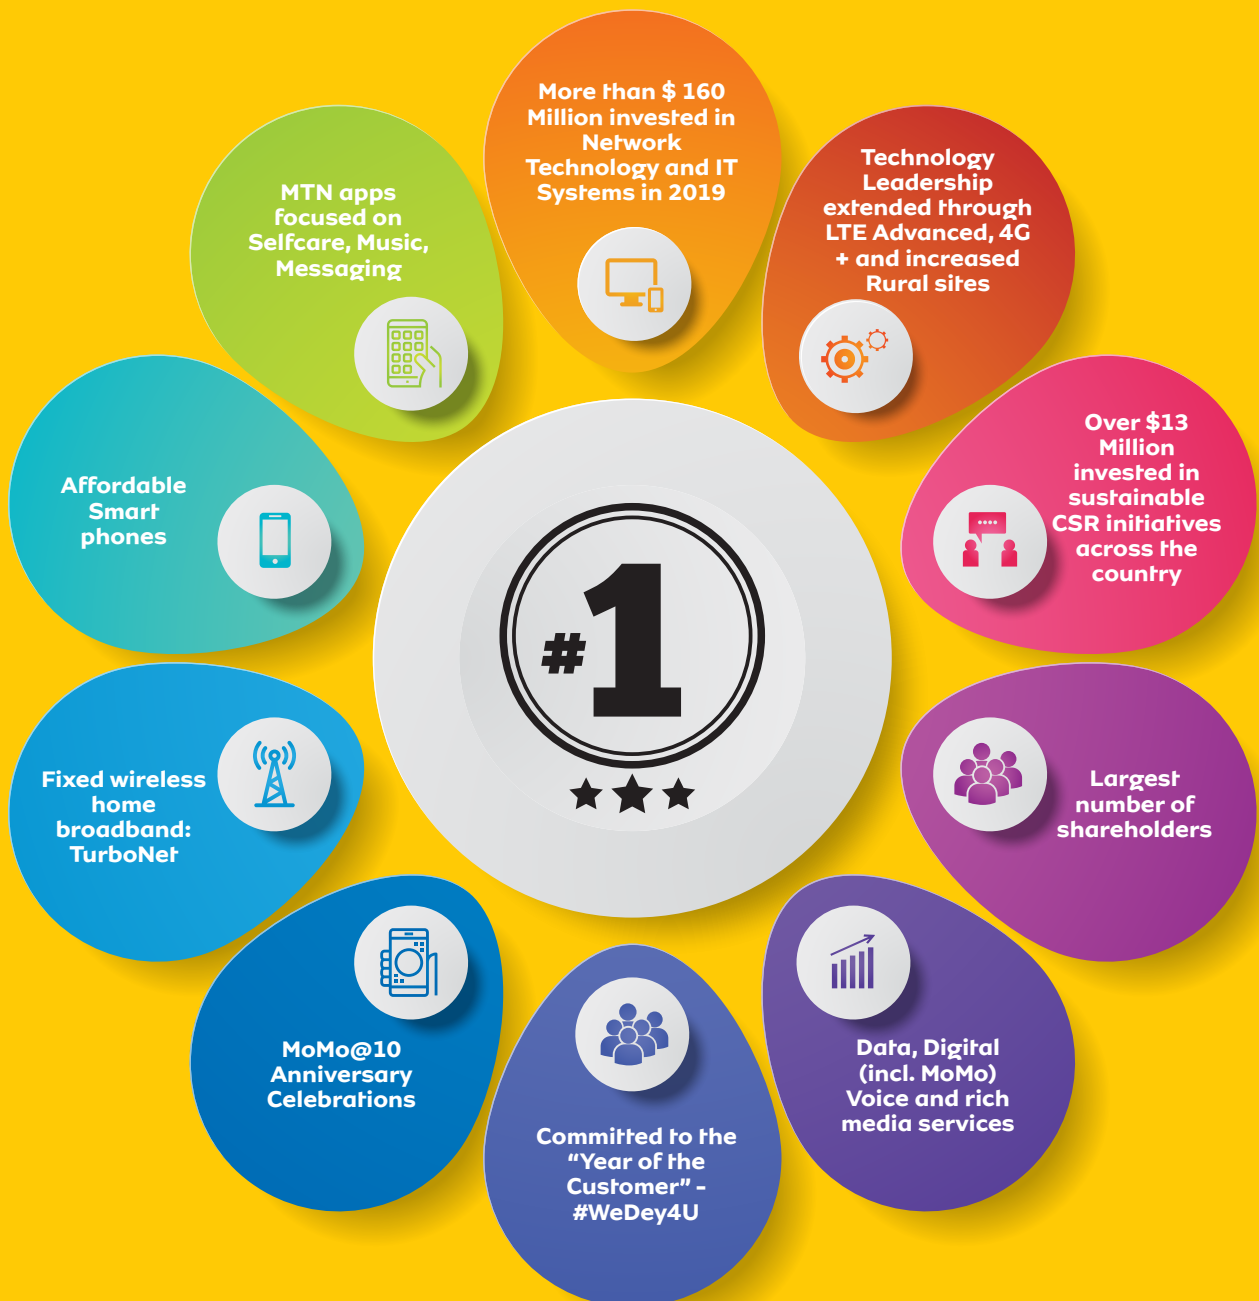 More than $ 160
Million invested in
Network
Technology and IT
Systems in 2019
Technology
Leadership
extended through
LTE Advanced, 4G
+ and increased
Rural sites
Over $13
Million
invested in
sustainable
CSR initiatives
across the
country
Largest
number of
shareholders
Data, Digital
(incl. MoMo)
Voice and rich
media services
Committed to the
“Year of the
Customer” -
#WeDey4U
MoMo@10
Anniversary
Celebrations
Fixed wireless
home
broadband:
TurboNet
Affordable
Smart
phones
MTN apps
focused on
Selfcare, Music,
Messaging
#1